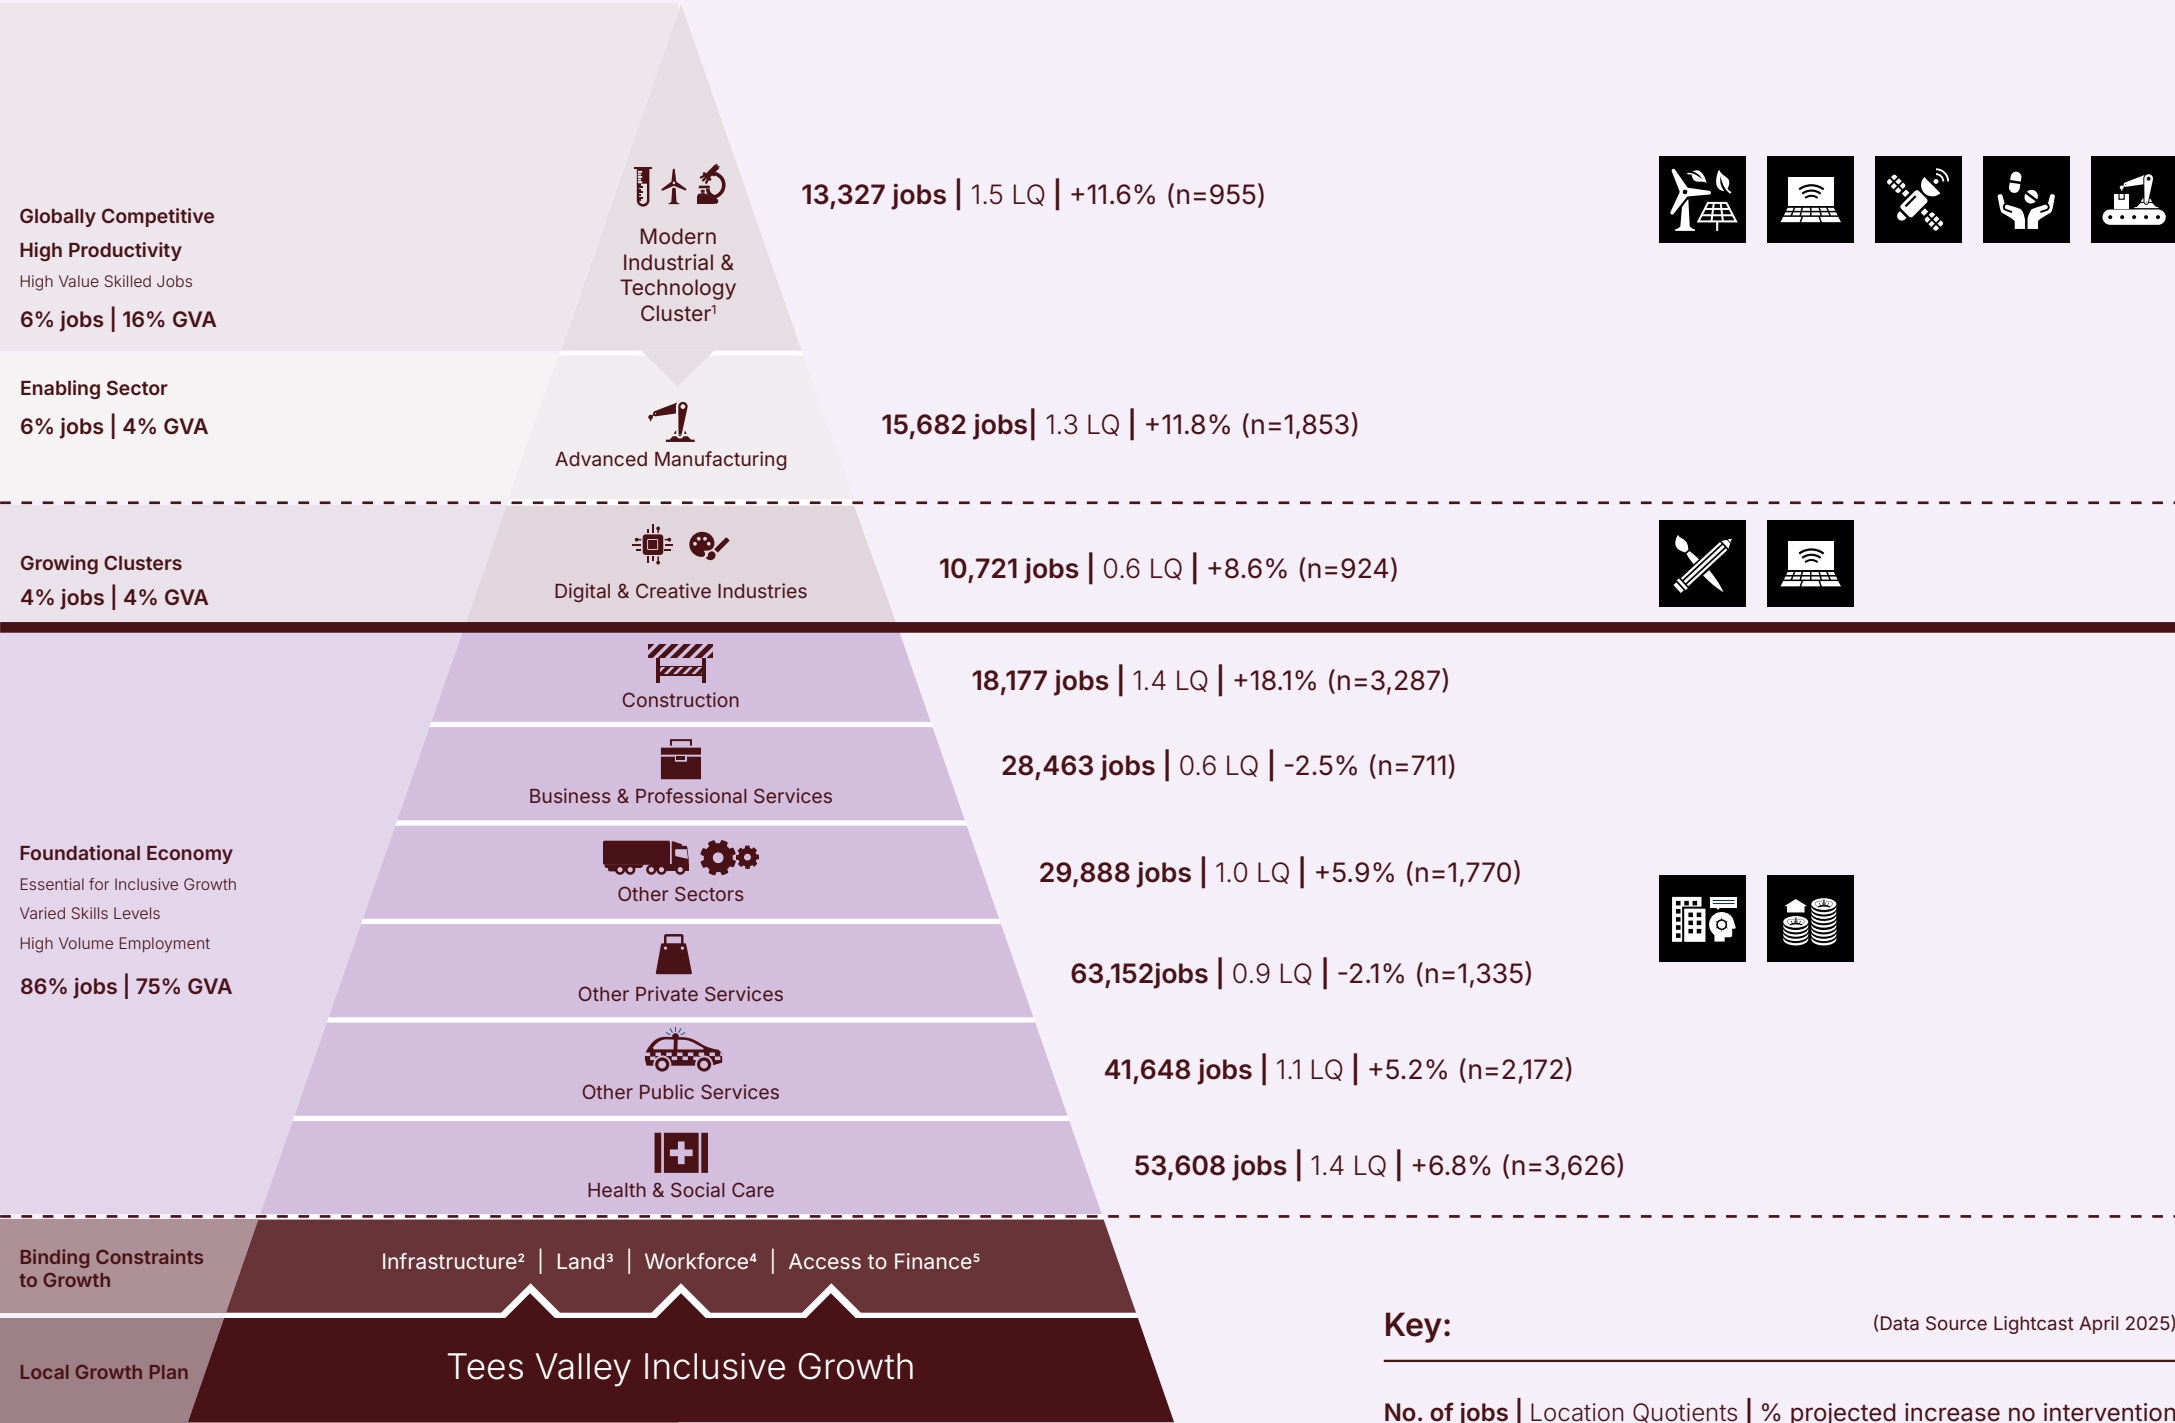 Globally Competitive
High Productivity
High Value Skilled Jobs
6% jobs | 16% GVA
Modern
Industrial &
Technology
Cluster¹
13,327 jobs | 1.5 LQ | +11.6% (n=955)
Enabling Sector
6% jobs | 4% GVA
Advanced Manufacturing
15,682 jobs| 1.3 LQ | +11.8% (n=1,853)
Growing Clusters
4% jobs | 4% GVA
Digital & Creative Industries
10,721 jobs | 0.6 LQ | +8.6% (n=924)
Foundational Economy
Essential for Inclusive Growth
Varied Skills Levels
High Volume Employment
86% jobs | 75% GVA
Construction
18,177 jobs | 1.4 LQ | +18.1% (n=3,287)
Business & Professional Services
28,463 jobs | 0.6 LQ | -2.5% (n=711)
Other Sectors
29,888 jobs | 1.0 LQ | +5.9% (n=1,770)
Other Private Services
63,152jobs | 0.9 LQ | -2.1% (n=1,335)
Other Public Services
41,648 jobs | 1.1 LQ | +5.2% (n=2,172)
Health & Social Care
53,608 jobs | 1.4 LQ | +6.8% (n=3,626)
Binding Constraints
to Growth
Infrastructure² | Land³ | Workforce⁴ | Access to Finance⁵
Local Growth Plan
Tees Valley Inclusive Growth
Key:
(Data Source Lightcast April 2025)
No. of jobs | Location Quotients | % projected increase no intervention